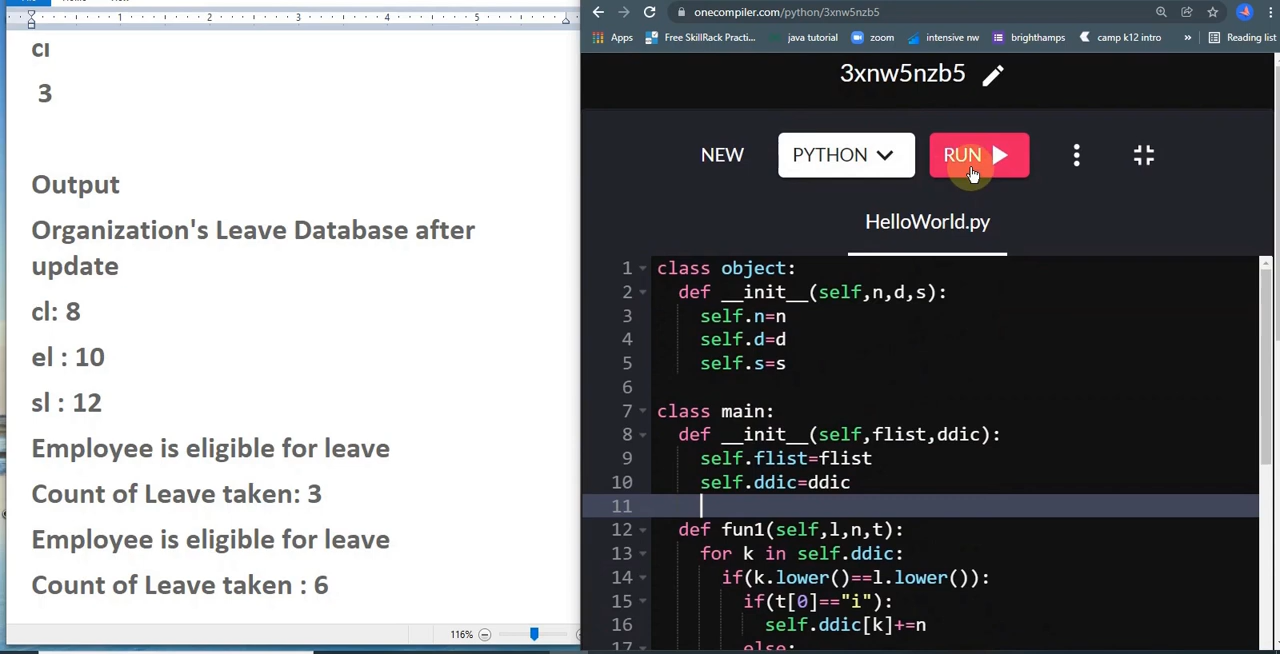 cl
3
Output
Organization's Leave Database after
update
cl: 8
el : 10
sl : 12
Employee is eligible for leave
Count of Leave taken: 3
Employee is eligible for leave
Count of Leave taken : 6
116%
onecompiler.com/python/3xnw5nzb5
Apps Free SkillRack Practi... java tutorial zoom intensive nw brighthamps camp k12 intro » Reading list
3xnw5nzb5
NEW PYTHON RUN
HelloWorld.py
1 class object:
2 def __init__(self,n,d,s):
3 self.n=n
4 self.d=d
5 self.s=s
6
7 class main:
8 def __init__(self,flist,ddic):
9 self.flist=flist
10 self.ddic=ddic
11
12 def fun1(self,l,n,t):
13 for k in self.ddic:
14 if(k.lower()==l.lower()):
15 if(t[0]=="i"):
16 self.ddic[k]+=n
17 else: